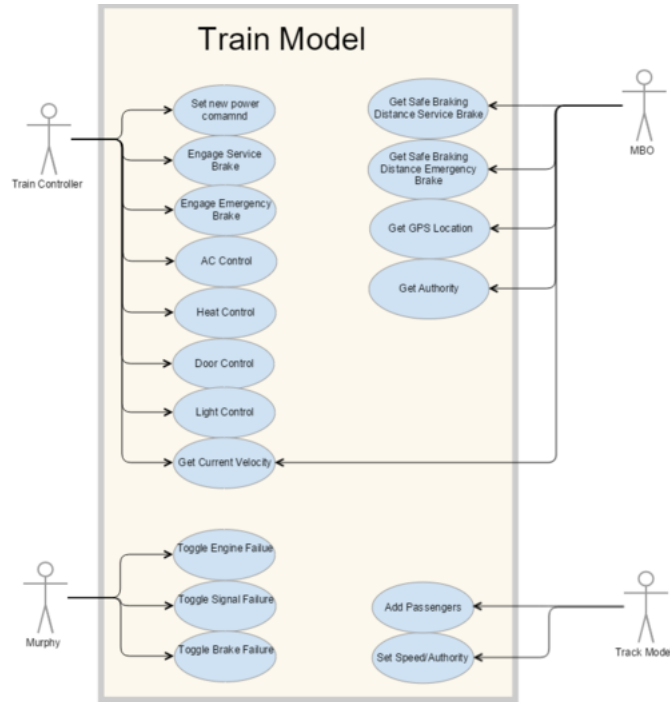 Train Model
Set new power
comamnd
Engage Service
Brake
Engage Emergency
Brake
AC Control
Heat Control
Door Control
Light Control
Get Current Velocity
Get Safe Braking
Distance Service Brake
Get Safe Braking
Distance Emergency
Brake
Get GPS Location
Get Authority
Train Controller
MBO
Toggle Engine Failue
Toggle Signal Failure
Toggle Brake Failure
Murphy
Add Passengers
Set Speed/Authority
Track Model